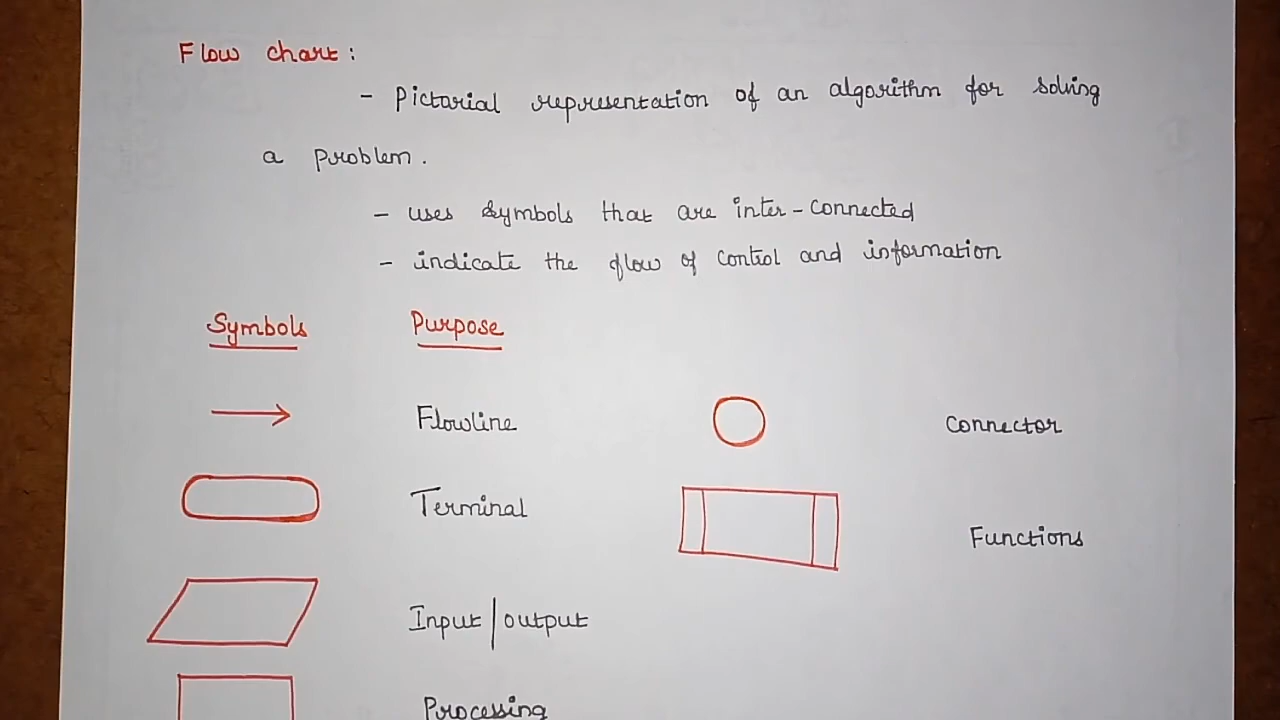 Flow chart:
- Pictorial representation of an algorithm for solving
a problem.
- uses symbols that are inter-connected
- indicate the flow of control and information
Symbols Purpose
Flowline Connector
Terminal Functions
Input/output
Processing